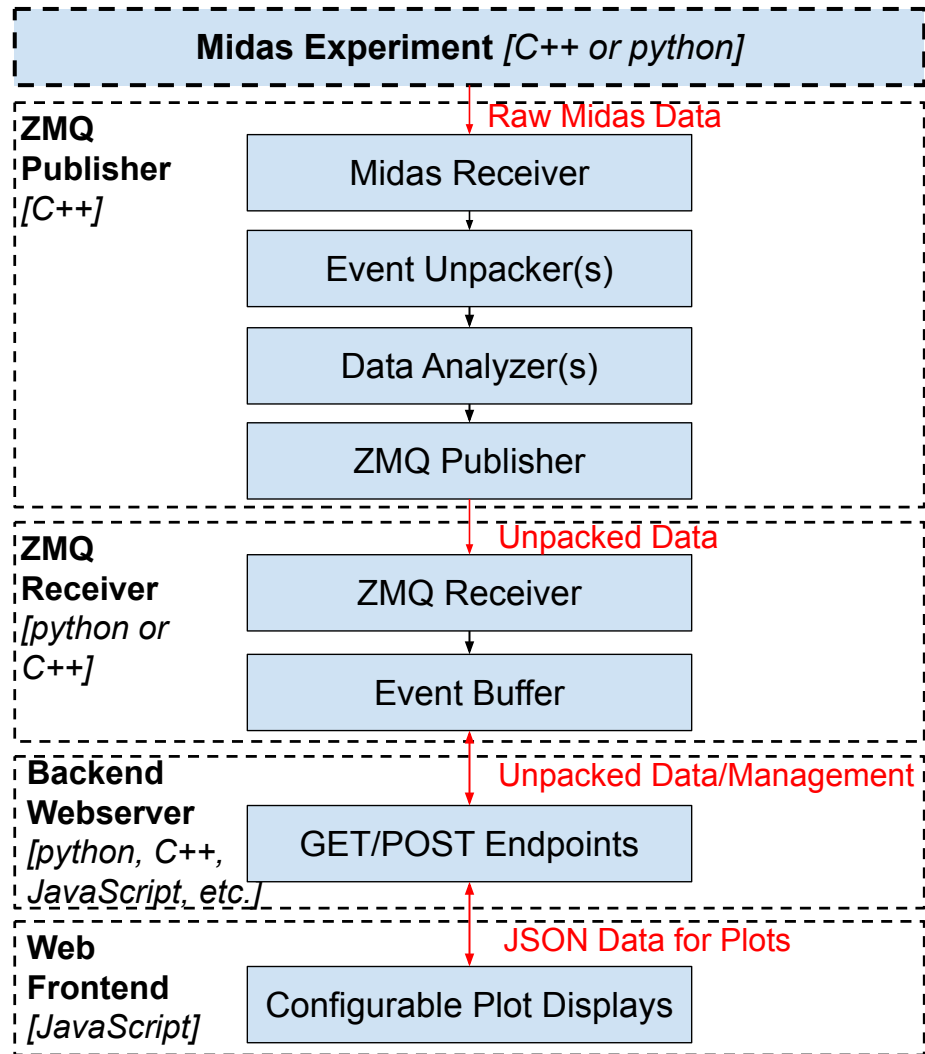 Midas Experiment [C++ or python]
Raw Midas Data
ZMQ
Publisher
[C++]
Midas Receiver
Event Unpacker(s)
Data Analyzer(s)
ZMQ Publisher
Unpacked Data
ZMQ
Receiver
[python or
C++]
ZMQ Receiver
Event Buffer
Unpacked Data/Management
Backend
Webserver
[python, C++,
JavaScript, etc.]
GET/POST Endpoints
JSON Data for Plots
Web
Frontend
[JavaScript]
Configurable Plot Displays